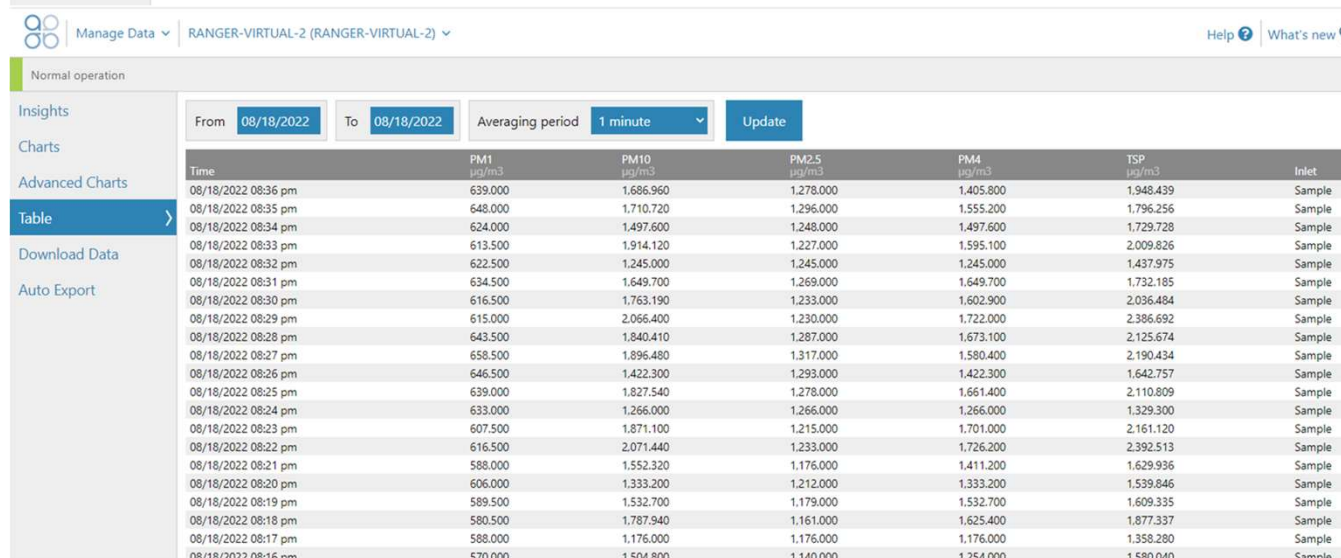 Manage Data RANGER-VIRTUAL-2 (RANGER-VIRTUAL-2) Help ? What's new
Normal operation
Insights
Charts
Advanced Charts
Table
Download Data
Auto Export
From 08/18/2022 To 08/18/2022 Averaging period 1 minute Update
Time PM1 µg/m3 PM10 µg/m3 PM2.5 µg/m3 PM4 µg/m3 TSP µg/m3 Inlet
08/18/2022 08:36 pm 639.000 1,686.960 1,278.000 1,405.800 1,948.439 Sample
08/18/2022 08:35 pm 648.000 1,710.720 1,296.000 1,555.200 1,796.256 Sample
08/18/2022 08:34 pm 624.000 1,497.600 1,248.000 1,497.600 1,729.728 Sample
08/18/2022 08:33 pm 613.500 1,914.120 1,227.000 1,595.100 2,009.826 Sample
08/18/2022 08:32 pm 622.500 1,245.000 1,245.000 1,245.000 1,437.975 Sample
08/18/2022 08:31 pm 634.500 1,649.700 1,269.000 1,649.700 1,732.185 Sample
08/18/2022 08:30 pm 616.500 1,763.190 1,233.000 1,602.900 2,036.484 Sample
08/18/2022 08:29 pm 615.000 2,066.400 1,230.000 1,722.000 2,386.692 Sample
08/18/2022 08:28 pm 643.500 1,840.410 1,287.000 1,673.100 2,125.674 Sample
08/18/2022 08:27 pm 658.500 1,896.480 1,317.000 1,580.400 2,190.434 Sample
08/18/2022 08:26 pm 646.500 1,422.300 1,293.000 1,422.300 1,642.757 Sample
08/18/2022 08:25 pm 639.000 1,827.540 1,278.000 1,661.400 2,110.809 Sample
08/18/2022 08:24 pm 633.000 1,266.000 1,266.000 1,266.000 1,329.300 Sample
08/18/2022 08:23 pm 607.500 1,871.100 1,215.000 1,701.000 2,161.120 Sample
08/18/2022 08:22 pm 616.500 2,071.440 1,233.000 1,726.200 2,392.513 Sample
08/18/2022 08:21 pm 588.000 1,552.320 1,176.000 1,411.200 1,629.936 Sample
08/18/2022 08:20 pm 606.000 1,333.200 1,212.000 1,333.200 1,539.846 Sample
08/18/2022 08:19 pm 589.500 1,532.700 1,179.000 1,532.700 1,609.335 Sample
08/18/2022 08:18 pm 580.500 1,787.940 1,161.000 1,625.400 1,877.337 Sample
08/18/2022 08:17 pm 588.000 1,176.000 1,176.000 1,176.000 1,358.280 Sample
08/18/2022 08:16 pm 570.000 1,504.800 1,140.000 1,254.000 1,580.040 Sample